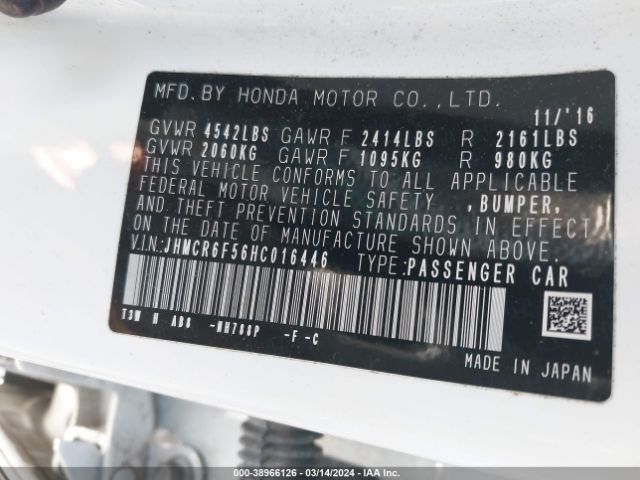 MFD. BY HONDA MOTOR CO., LTD.
11/'16
GVWR 4542LBS GAWR F 2414LBS R 2161LBS
GVWR 2060KG GAWR F 1095KG R 980KG
THIS VEHICLE CONFORMS TO ALL APPLICABLE
FEDERAL MOTOR VEHICLE SAFETY , BUMPER,
AND THEFT PREVENTION STANDARDS IN EFFECT
ON THE DATE OF MANUFACTURE SHOWN ABOVE.
VIN: JHMCR6F56HC016446 TYPE: PASSENGER CAR
T3W H AB8 -NH788P -F -C
MADE IN JAPAN
000-38966126 - 03/14/2024 - IAA Inc.